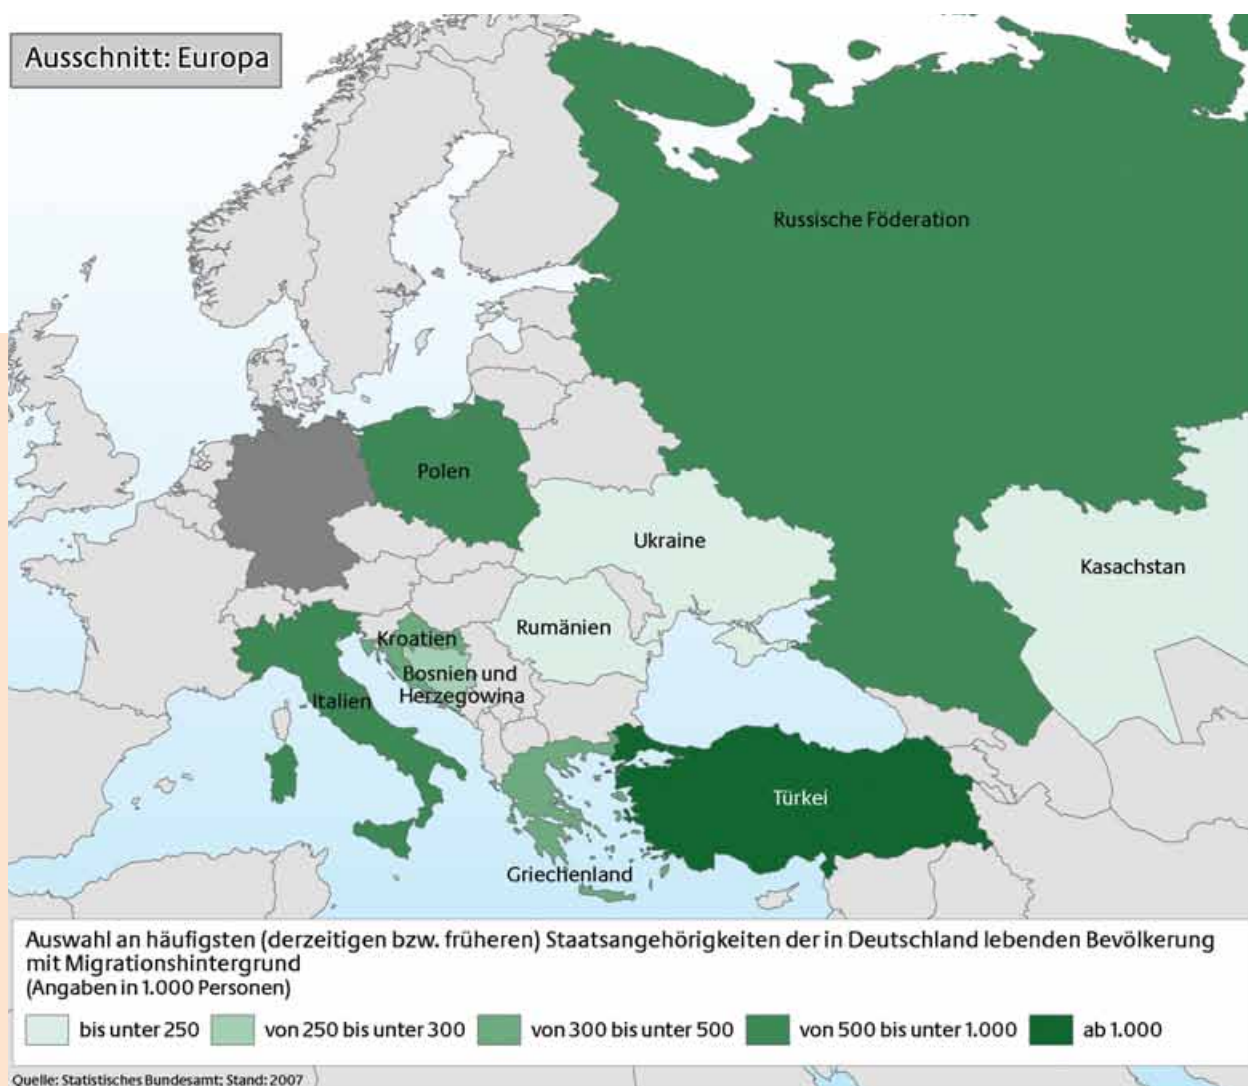 Ausschnitt: Europa
Russische Föderation
Polen
Ukraine
Kasachstan
Rumänien
Kroatien
Bosnien und
Herzegowina
Italien
Türkei
Griechenland
Auswahl an häufigsten (derzeitigen bzw. früheren) Staatsangehörigkeiten der in Deutschland lebenden Bevölkerung
mit Migrationshintergrund
(Angaben in 1.000 Personen)
bis unter 250 von 250 bis unter 300 von 300 bis unter 500 von 500 bis unter 1.000 ab 1.000
Quelle: Statistisches Bundesamt; Stand: 2007